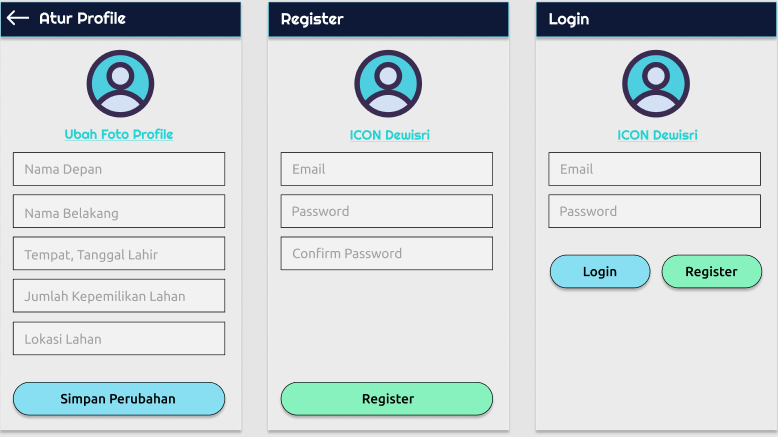 Atur Profile
Ubah Foto Profile
Nama Depan
Nama Belakang
Tempat, Tanggal Lahir
Jumlah Kepemilikan Lahan
Lokasi Lahan
Simpan Perubahan
Register
ICON Dewisri
Email
Password
Confirm Password
Register
Login
ICON Dewisri
Email
Password
Login
Register